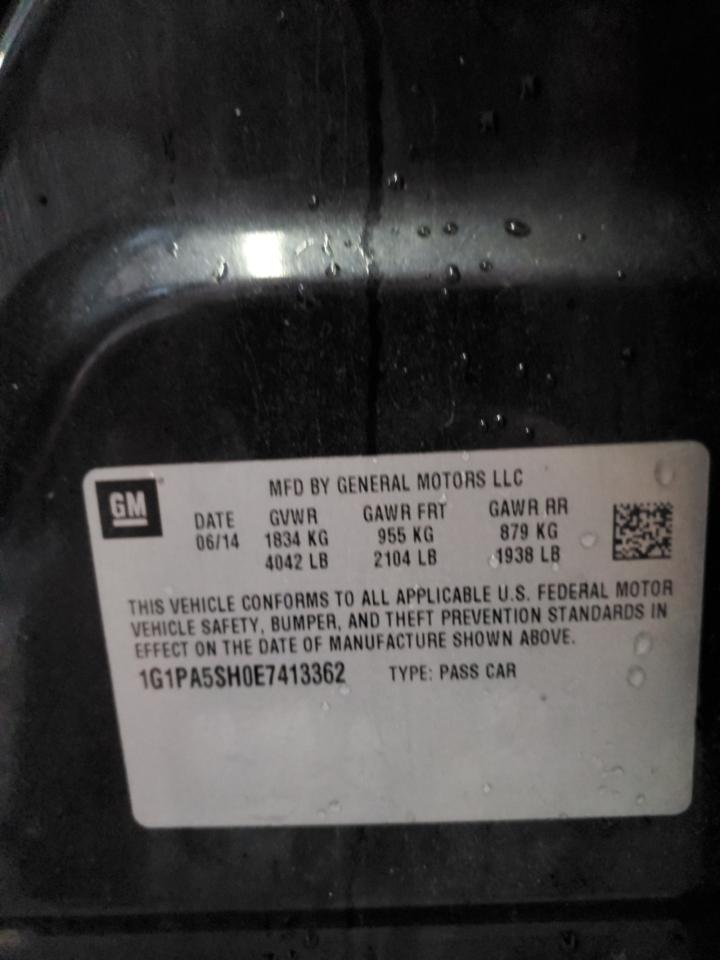 GM
MFD BY GENERAL MOTORS LLC
DATE GVWR GAWR FRT GAWR RR
06/14 1834 KG 955 KG 879 KG
4042 LB 2104 LB 1938 LB
THIS VEHICLE CONFORMS TO ALL APPLICABLE U.S. FEDERAL MOTOR
VEHICLE SAFETY, BUMPER, AND THEFT PREVENTION STANDARDS IN
EFFECT ON THE DATE OF MANUFACTURE SHOWN ABOVE.
1G1PA5SH0E7413362 TYPE: PASS CAR